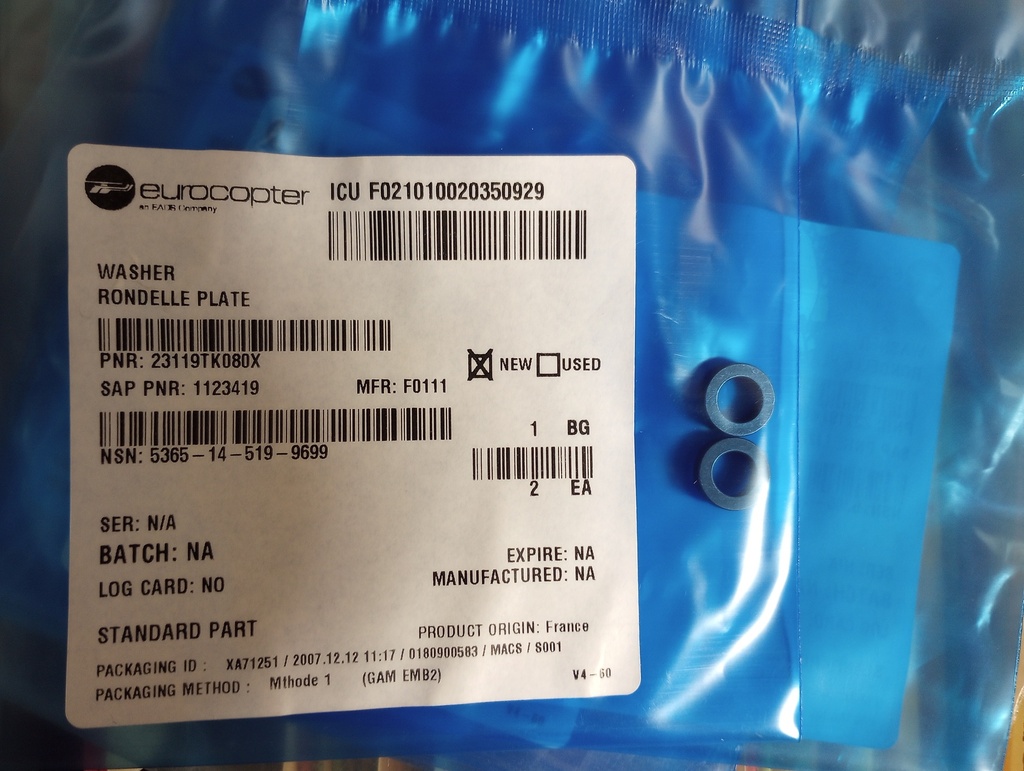 eurocopter
an EADS Company
ICU F021010020350929
WASHER
RONDELLE PLATE
PNR: 23119TK080X
NEW USED
SAP PNR: 1123419 MFR: F0111
1 BG
NSN: 5365-14-519-9699
2 EA
SER: N/A
BATCH: NA
EXPIRE: NA
LOG CARD: NO
MANUFACTURED: NA
STANDARD PART
PRODUCT ORIGIN: France
PACKAGING ID : XA71251 / 2007.12.12 11:17 / 0180900583 / MACS / S001
PACKAGING METHOD : Mthode 1 (GAM EMB2)
V4-60